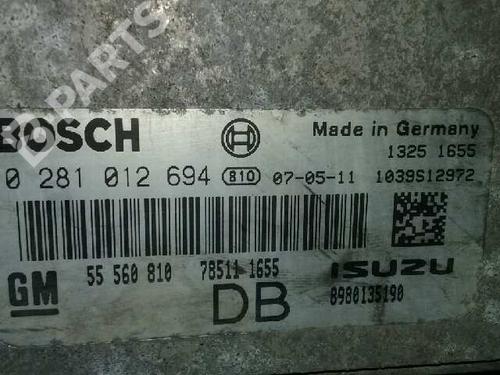 D-PARTS
BOSCH
Made in Germany
1325 1655
0 281 012 694 810 07-05-11 1039S12972
55 560 810 78511 1655
GM DB ISUZU
8980135190